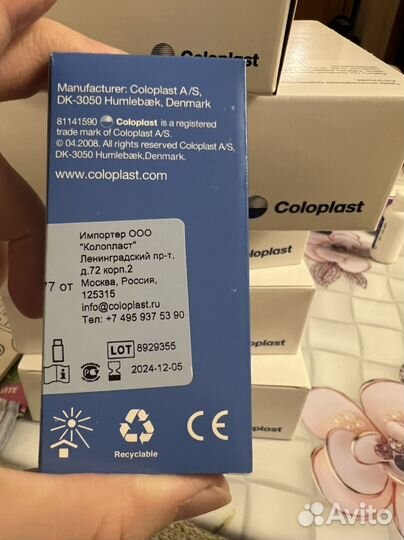 Coloplast
Coloplast
Coloplast
Manufacturer: Coloplast A/S,
DK-3050 Humlebæk, Denmark
81141590 Coloplast is a registered
trade mark of Coloplast A/S.
© 04.2008. All rights reserved Coloplast A/S,
DK-3050 Humlebæk,Denmark.
www.coloplast.com
Импортер ООО
"Колопласт"
Ленинградский пр-т,
д.72 корп.2
77 от Москва, Россия,
125315
info@coloplast.ru
Тел: +7 495 937 53 90
LOT 8929355
2024-12-05
Recyclable
CE
Avito